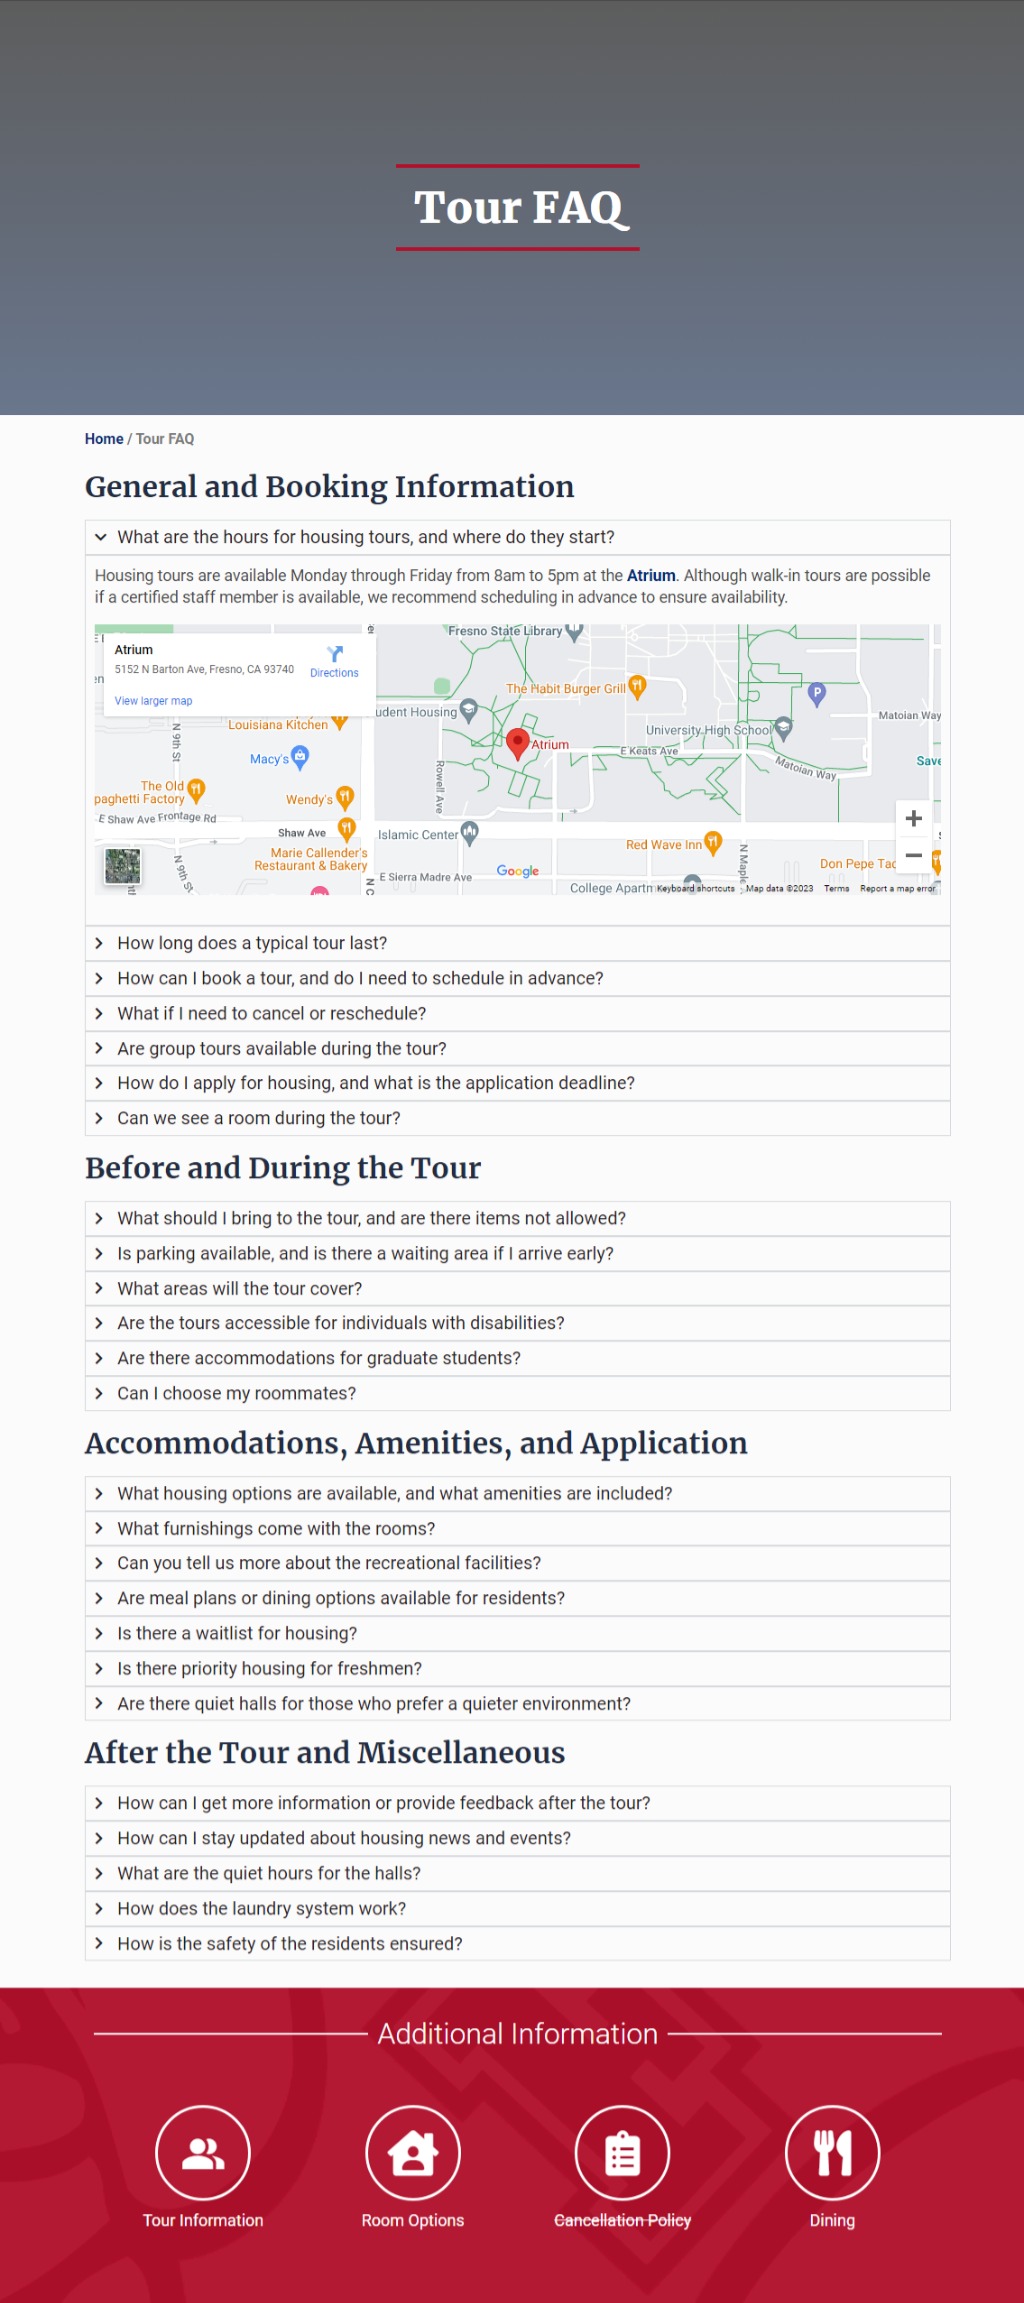 Tour FAQ
Home / Tour FAQ
General and Booking Information
What are the hours for housing tours, and where do they start?
Housing tours are available Monday through Friday from 8am to 5pm at the Atrium. Although walk-in tours are possible
if a certified staff member is available, we recommend scheduling in advance to ensure availability.
Atrium
5152 N Barton Ave, Fresno, CA 93740
Directions
View larger map
Fresno State Library
The Habit Burger Grill
P
udent Housing
Louisiana Kitchen
University High School
Matoian Way
N 9th St
Macy's
Atrium
E Keats Ave
Matoian Way
Save
Rowell Ave
The Old
paghetti Factory
Wendy's
E Shaw Ave Frontage Rd
Shaw Ave
Islamic Center
Red Wave Inn
Marie Callender's
Restaurant & Bakery
N 9th St
N C
E Sierra Madre Ave
Google
N Maple
Don Pepe Tac
College Apartm
Keyboard shortcuts
Map data ©2023
Terms
Report a map error
How long does a typical tour last?
How can I book a tour, and do I need to schedule in advance?
What if I need to cancel or reschedule?
Are group tours available during the tour?
How do I apply for housing, and what is the application deadline?
Can we see a room during the tour?
Before and During the Tour
What should I bring to the tour, and are there items not allowed?
Is parking available, and is there a waiting area if I arrive early?
What areas will the tour cover?
Are the tours accessible for individuals with disabilities?
Are there accommodations for graduate students?
Can I choose my roommates?
Accommodations, Amenities, and Application
What housing options are available, and what amenities are included?
What furnishings come with the rooms?
Can you tell us more about the recreational facilities?
Are meal plans or dining options available for residents?
Is there a waitlist for housing?
Is there priority housing for freshmen?
Are there quiet halls for those who prefer a quieter environment?
After the Tour and Miscellaneous
How can I get more information or provide feedback after the tour?
How can I stay updated about housing news and events?
What are the quiet hours for the halls?
How does the laundry system work?
How is the safety of the residents ensured?
Additional Information
Tour Information
Room Options
Cancellation Policy
Dining